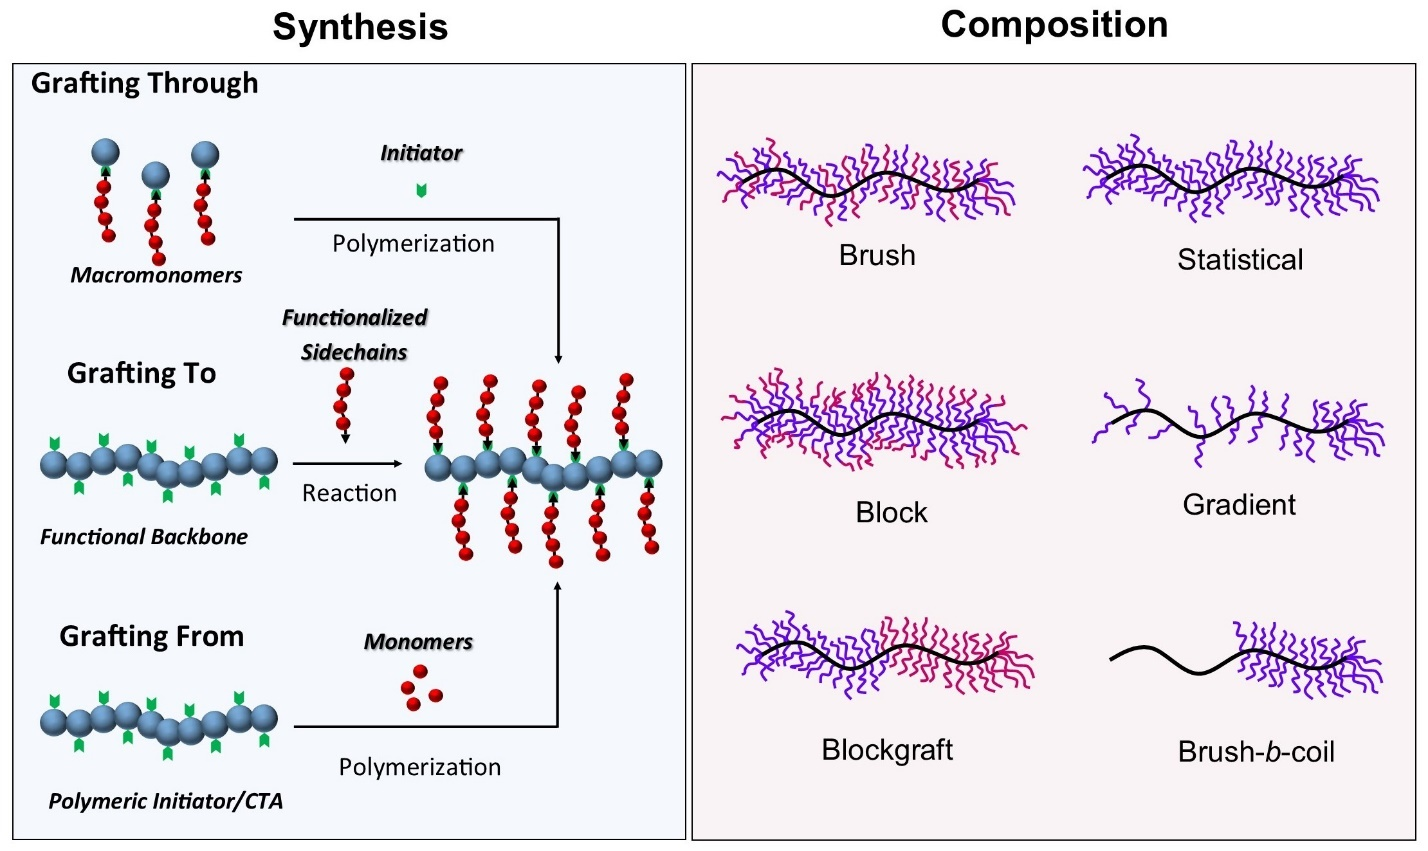 Synthesis
Grafting Through
Initiator
Polymerization
Macromonomers
Functionalized
Sidechains
Grafting To
Reaction
Functional Backbone
Grafting From
Monomers
Polymerization
Polymeric Initiator/CTA
Composition
Brush
Statistical
Block
Gradient
Blockgraft
Brush-b-coil